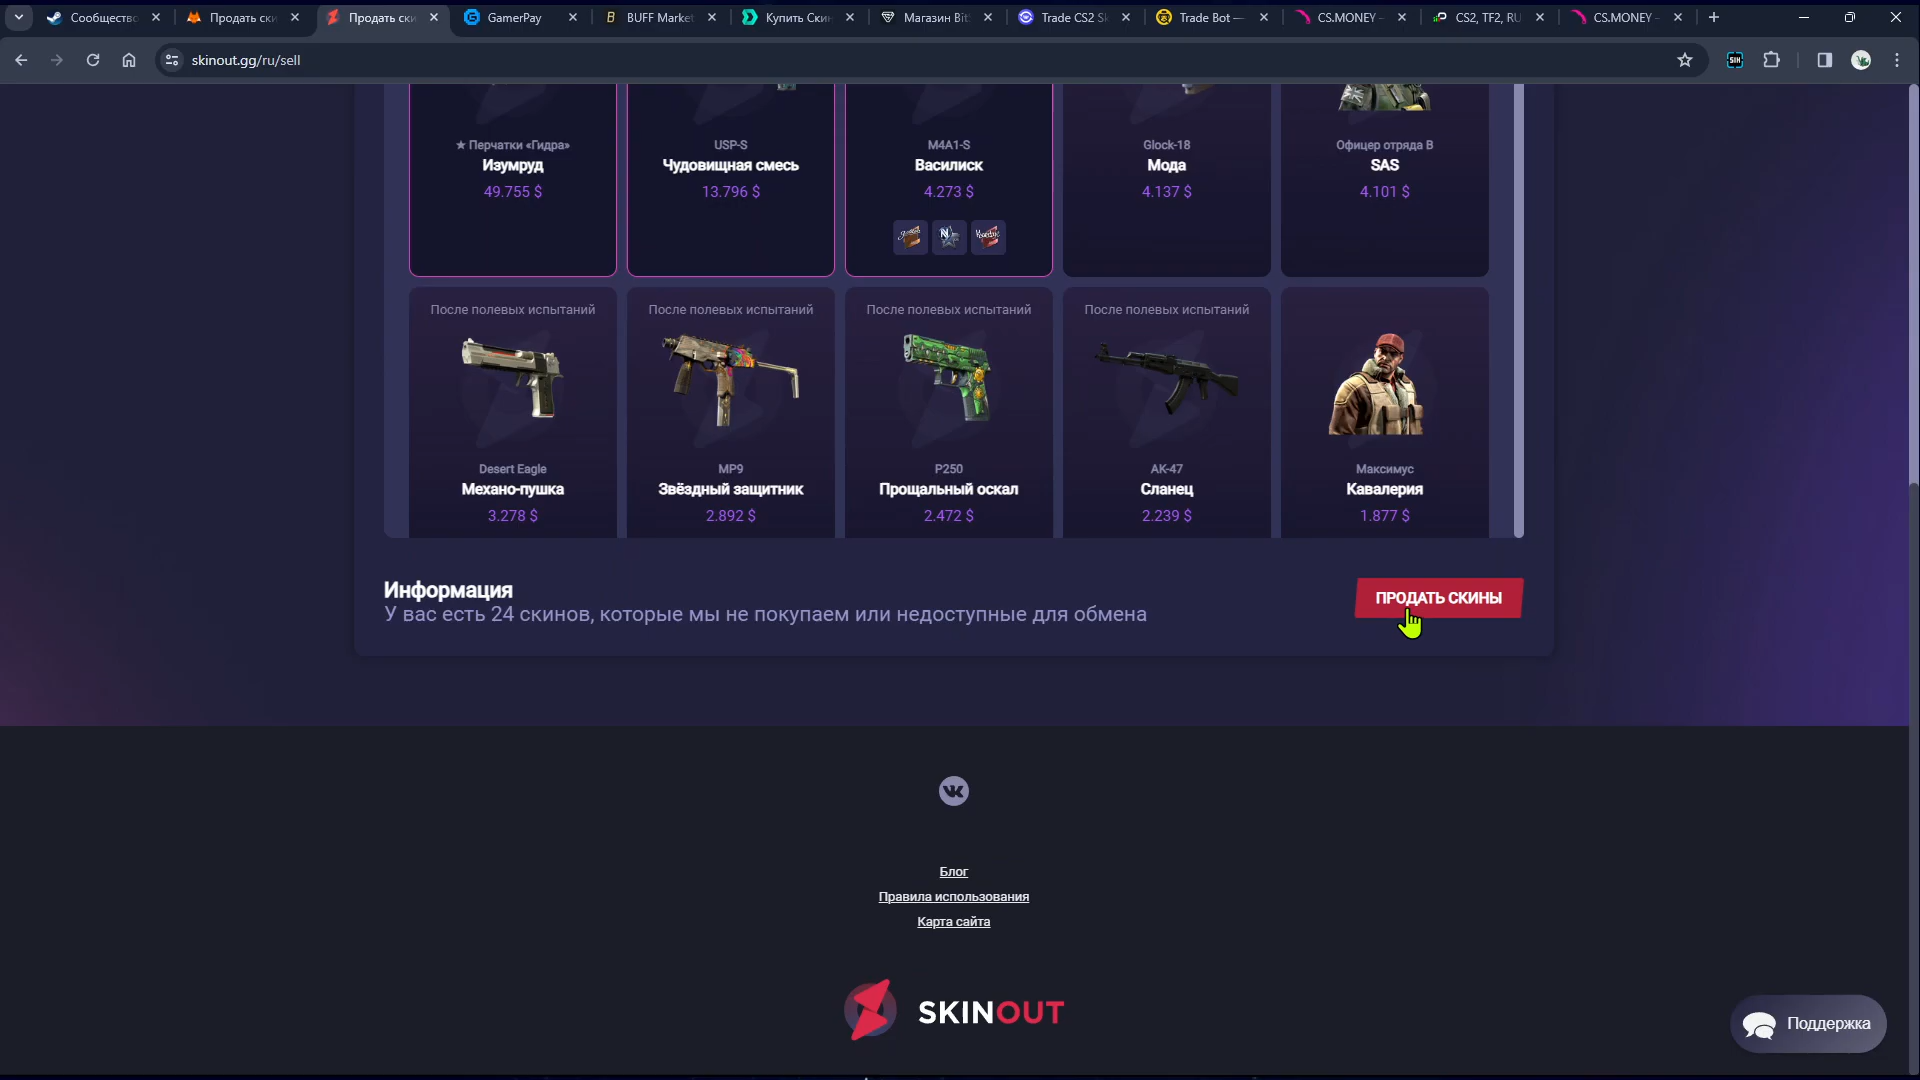 Сообщество
Продать ски
Продать ски
GamerPay
BUFF Market
Купить Скин
Магазин Bit
Trade CS2 Sk
Trade Bot —
CS.MONEY -
CS2, TF2, RU
CS.MONEY -
skinout.gg/ru/sell
SIH
★ Перчатки «Гидра»
Изумруд
49.755 $
USP-S
Чудовищная смесь
13.796 $
M4A1-S
Василиск
4.273 $
Glock-18
Мода
4.137 $
Офицер отряда B
SAS
4.101 $
После полевых испытаний
Desert Eagle
Механо-пушка
3.278 $
После полевых испытаний
MP9
Звёздный защитник
2.892 $
После полевых испытаний
P250
Прощальный оскал
2.472 $
После полевых испытаний
AK-47
Сланец
2.239 $
Максимус
Кавалерия
1.877 $
Информация
У вас есть 24 скинов, которые мы не покупаем или недоступные для обмена
ПРОДАТЬ СКИНЫ
Блог
Правила использования
Карта сайта
SKINOUT
Поддержка